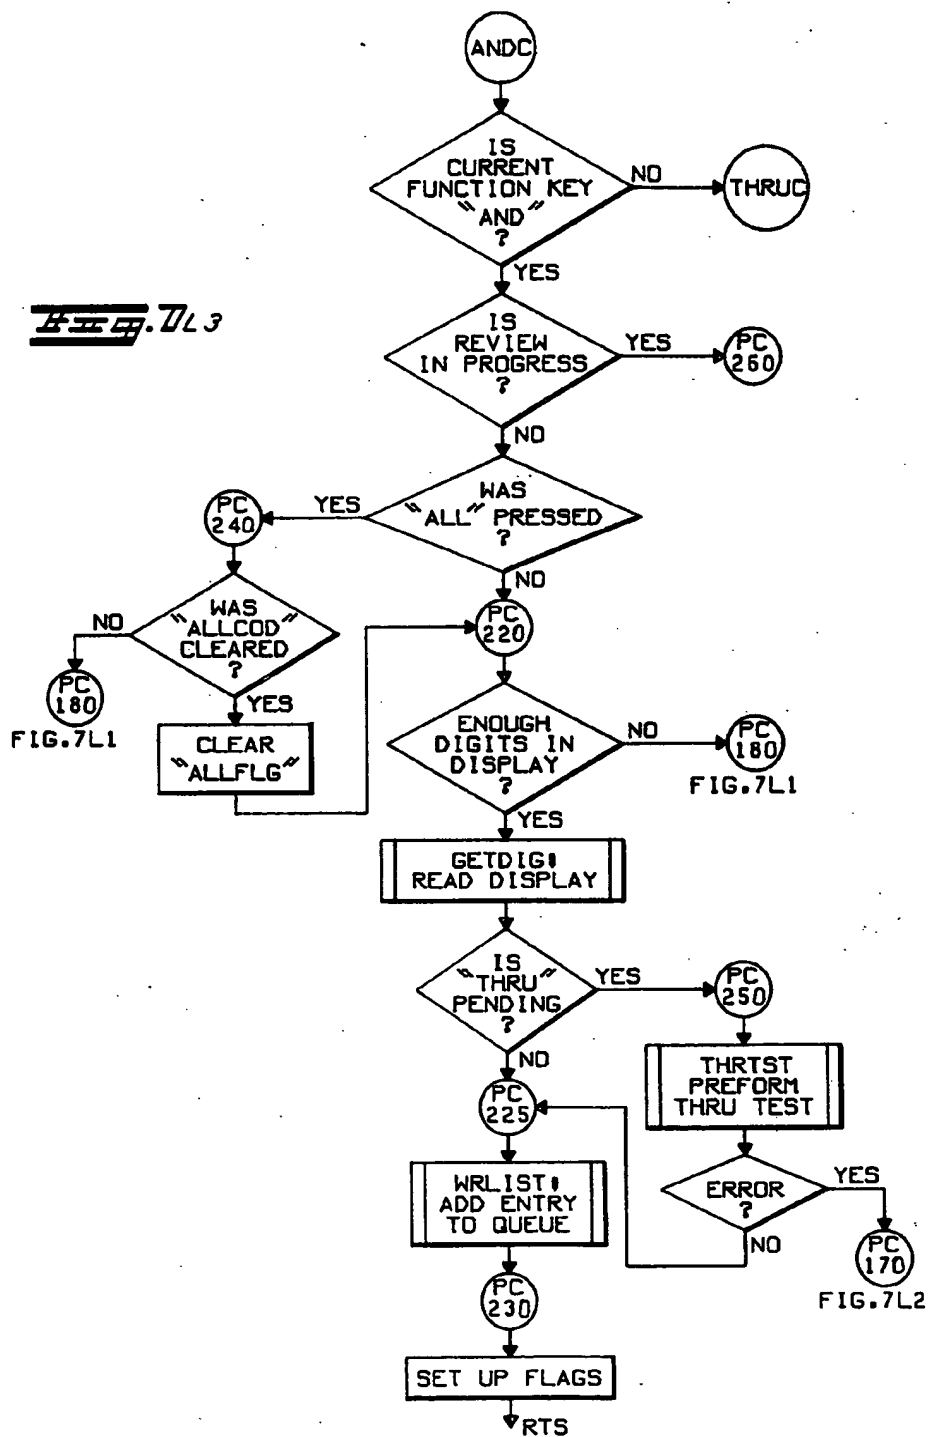 ANDC
IS
CURRENT
FUNCTION KEY
"AND"
?
NO
THRUC
YES
Fig. 7L3
IS
REVIEW
IN PROGRESS
?
YES
PC
260
NO
WAS
"ALL" PRESSED
?
YES
PC
240
NO
WAS
"ALLCOD"
CLEARED
?
NO
PC
180
FIG.7L1
YES
CLEAR
"ALLFLG"
PC
220
ENOUGH
DIGITS IN
DISPLAY
?
NO
PC
180
FIG.7L1
YES
GETDIG:
READ DISPLAY
IS
"THRU"
PENDING
?
YES
PC
250
NO
THRTST
PREFORM
THRU TEST
PC
225
ERROR
?
YES
PC
170
FIG.7L2
NO
WRLIST:
ADD ENTRY
TO QUEUE
PC
230
SET UP FLAGS
RTS